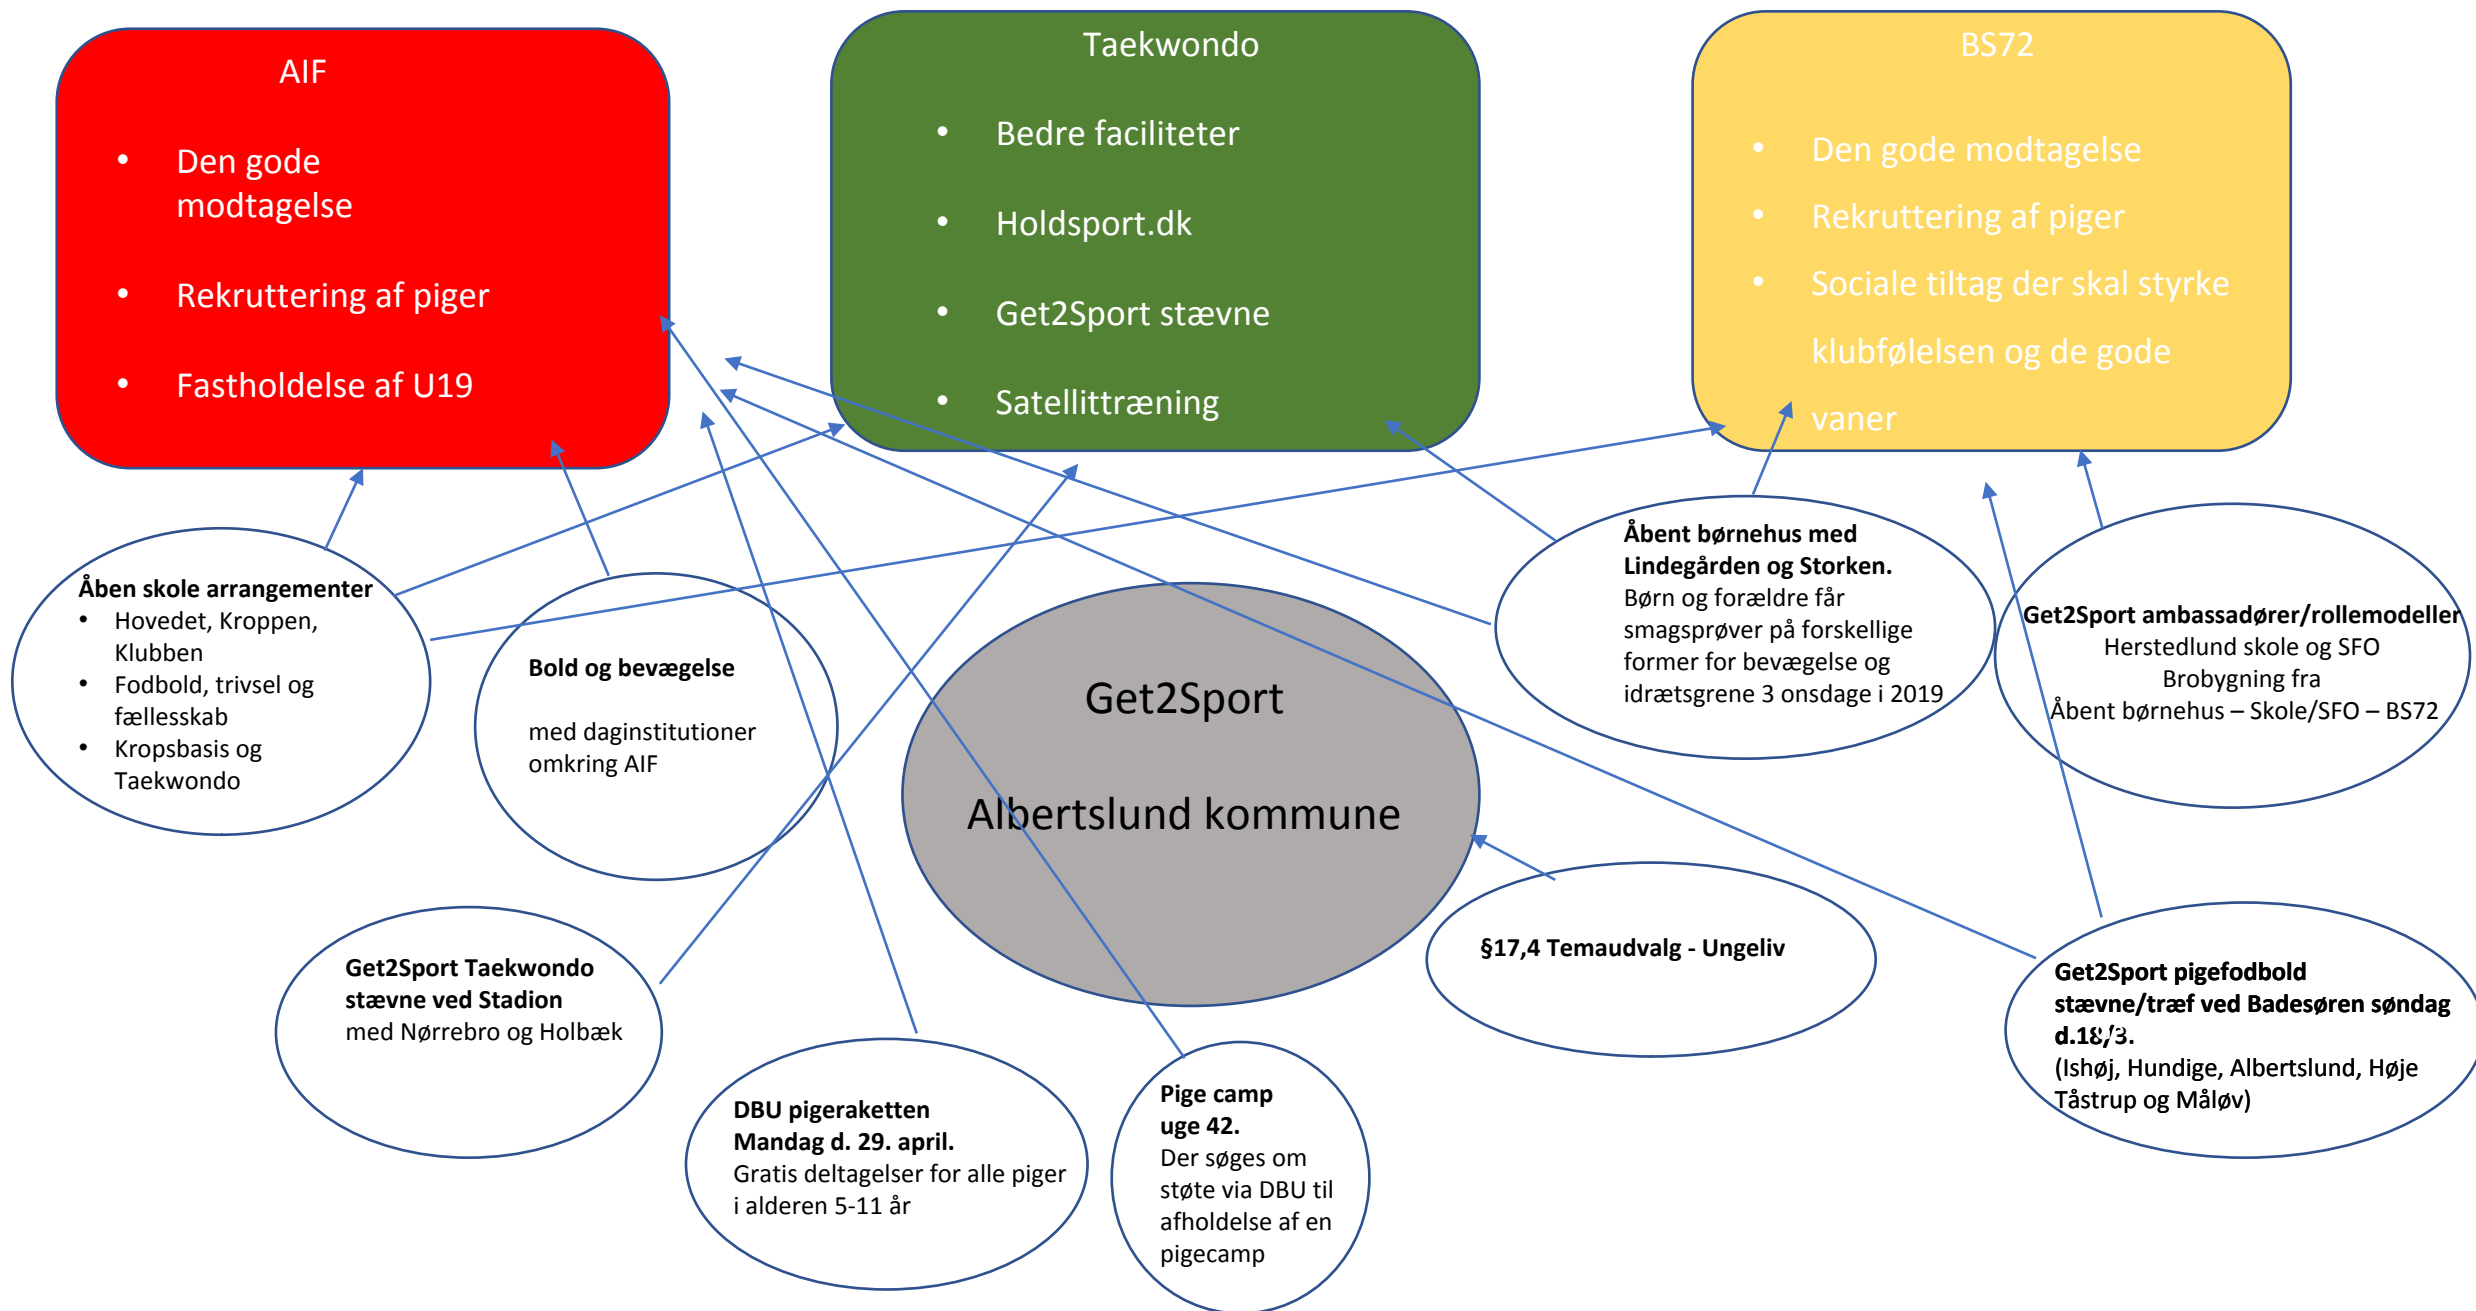 AIF
• Den gode
modtagelse
• Rekruttering af piger
• Fastholdelse af U19
Taekwondo
• Bedre faciliteter
• Holdsport.dk
• Get2Sport stævne
• Satellittræning
BS72
• Den gode modtagelse
• Rekruttering af piger
• Sociale tiltag der skal styrke
klubfølelsen og de gode
vaner
Åben skole arrangementer
• Hovedet, Kroppen,
Klubben
• Fodbold, trivsel og
fællesskab
• Kropsbasis og
Taekwondo
Bold og bevægelse
med daginstitutioner
omkring AIF
Get2Sport
Albertslund kommune
Åbent børnehus med
Lindegården og Storken.
Børn og forældre får
smagsprøver på forskellige
former for bevægelse og
idrætsgrene 3 onsdage i 2019
Get2Sport ambassadører/rollemodeller
Herstedlund skole og SFO
Brobygning fra
Åbent børnehus – Skole/SFO – BS72
Get2Sport Taekwondo
stævne ved Stadion
med Nørrebro og Holbæk
DBU pigeraketten
Mandag d. 29. april.
Gratis deltagelser for alle piger
i alderen 5-11 år
Pige camp
uge 42.
Der søges om
støte via DBU til
afholdelse af en
pigecamp
§17,4 Temaudvalg - Ungeliv
Get2Sport pigefodbold
stævne/træf ved Badesøren søndag
(Ishøj, Hundige, Albertslund, Høje
Tåstrup og Måløv)